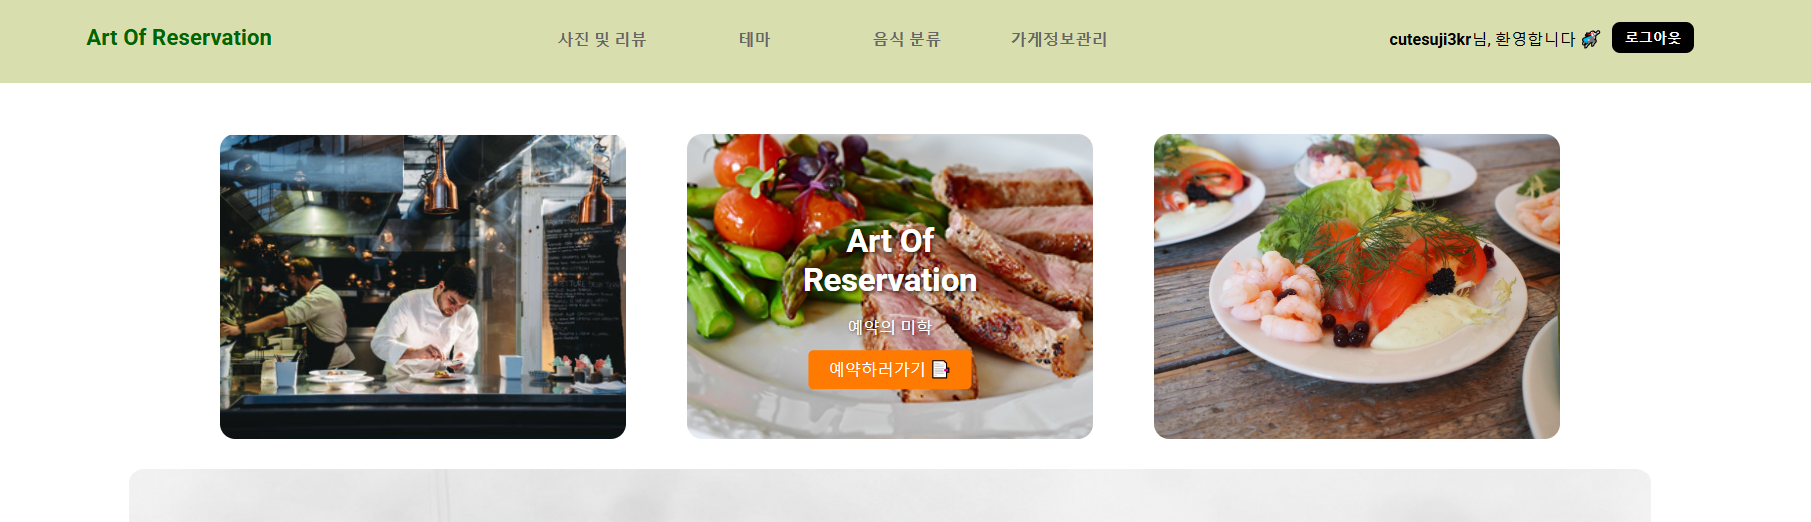 Art Of Reservation
사진 및 리뷰
테마
음식 분류
가게정보관리
cutesuji3kr님, 환영합니다
로그아웃
Art Of
Reservation
예약의 미학
예약하러가기